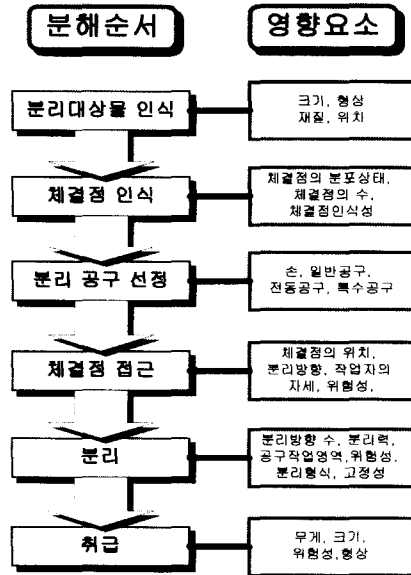 분해순서
영향요소
분리대상물 인식
크기, 형상
재질, 위치
체결점 인식
체결점의 분포상태,
체결점의 수,
체결점인식성
분리 공구 선정
손, 일반공구,
전동공구, 특수공구
체결점 접근
체결점의 위치,
분리방향, 작업자의
자세, 위험성,
분리
분리방향 수, 분리력,
공구작업영역,위험성,
분리형식, 고정성
취급
무게, 크기,
위험성,형상